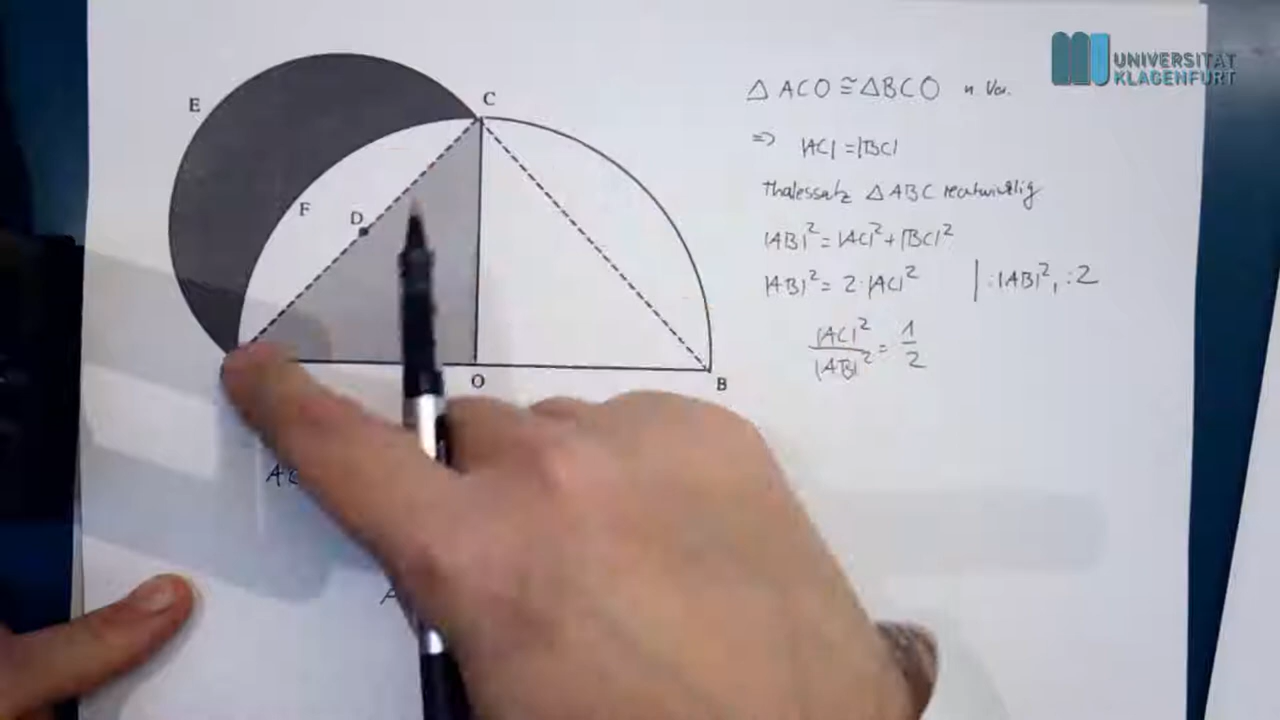 UNIVERSITÄT
KLAGENFURT
E
C
F
D
O
B
△ ACO ≅ △BCO n. Vor.
⇒ |AC| = |BC|
Thalessatz △ ABC rechtwinklig
|AB|² = |AC|² + |BC|²
|AB|² = 2·|AC|² | :|AB|², :2
|AC|²/|AB|² = 1/2
AC
A